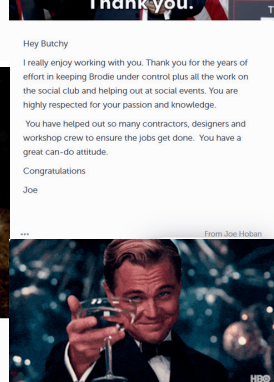 Thank you.
T
Hey Butchy
I really enjoy working with you. Thank you for the years of
effort in keeping Brodie under control plus all the work on
the social club and helping out at social events. You are
highly respected for your passion and knowledge.
You have helped out so many contractors, designers and
workshop crew to ensure the jobs get done.  You have a
great can-do attitude.
Congratulations
Joe
...
From Joe Hoban
HBO